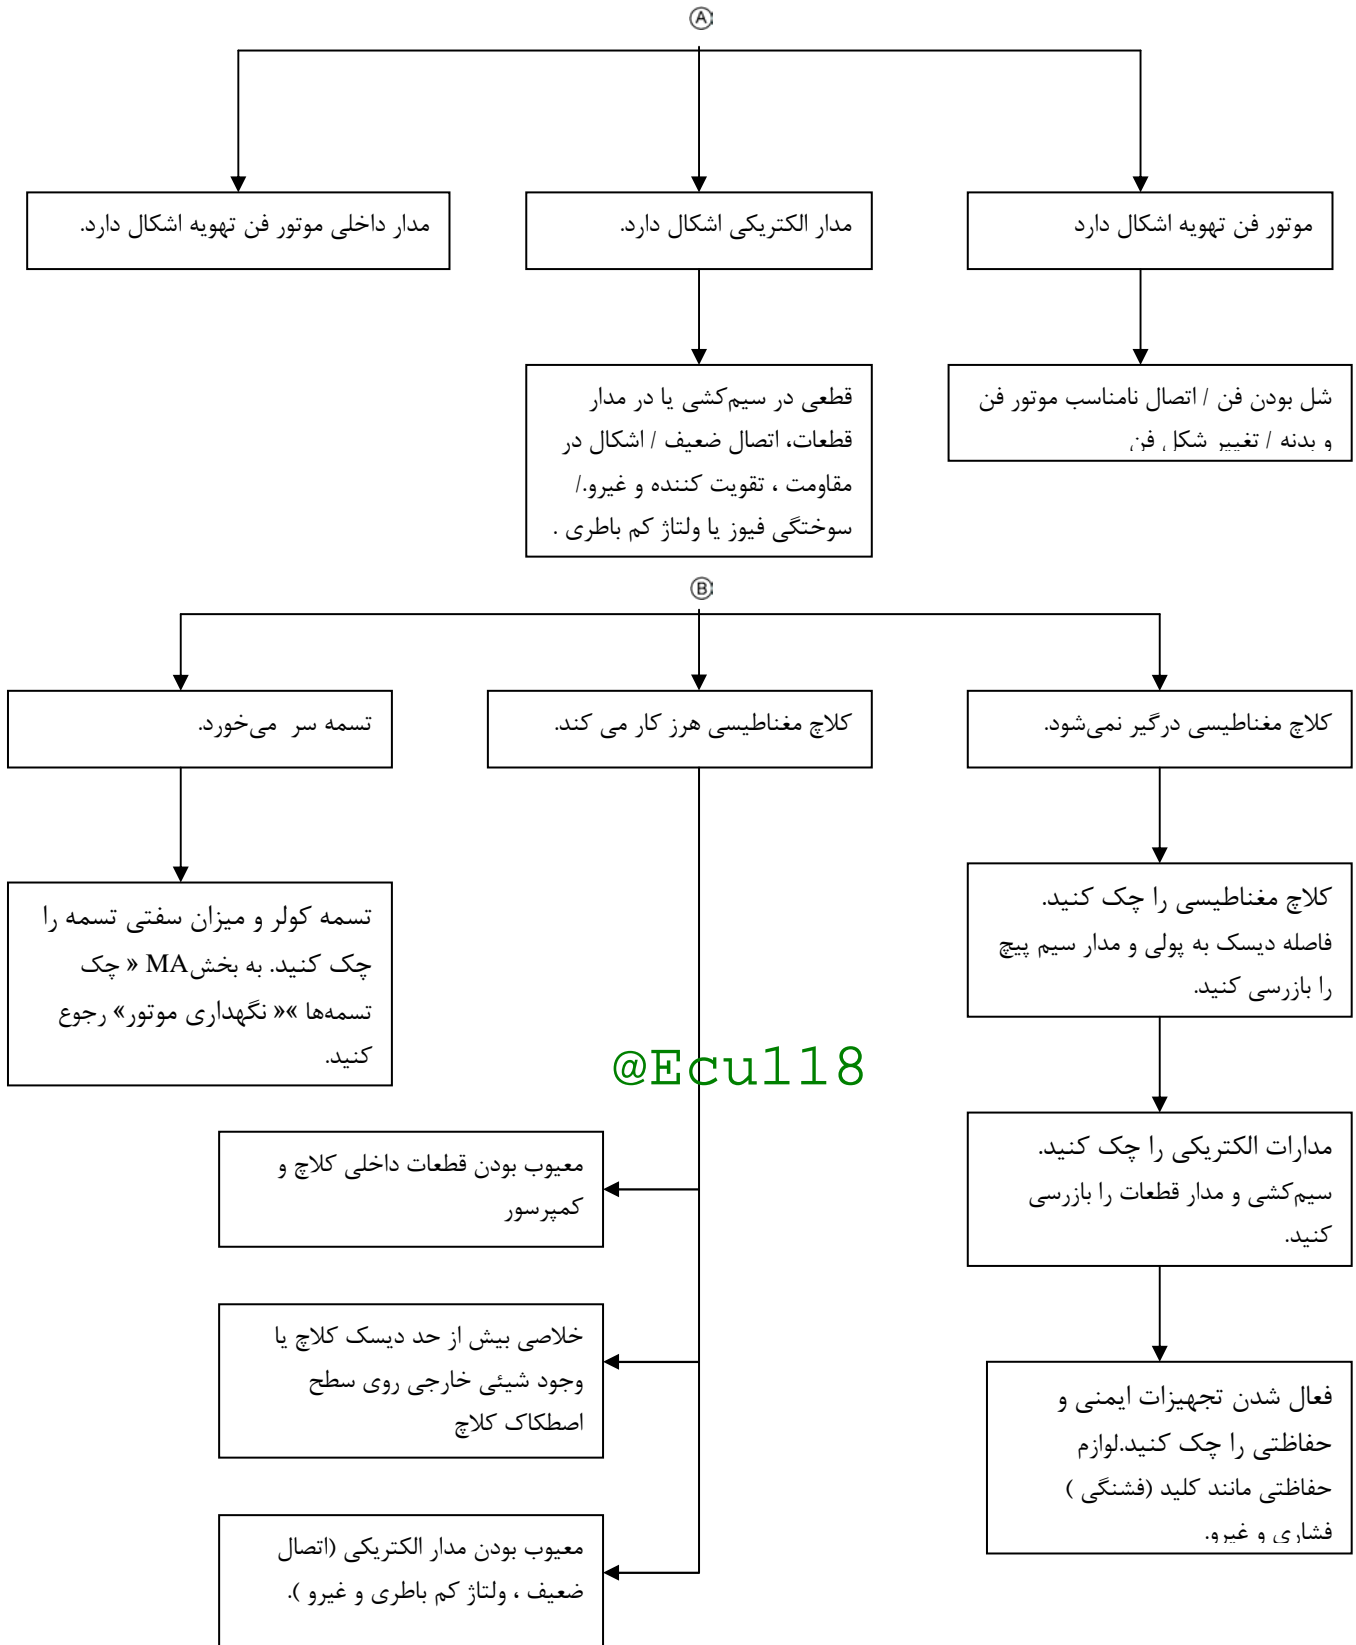 Ⓐ
موتور فن تهویه اشکال دارد
مدار الکتریکی اشکال دارد.
مدار داخلی موتور فن تهویه اشکال دارد.
شل بودن فن / اتصال نامناسب موتور فن
و بدنه / تغییر شکل فن
قطعی در سیم‌کشی یا در مدار
قطعات، اتصال ضعیف / اشکال در
مقاومت ، تقویت کننده و غیرو./
سوختگی فیوز یا ولتاژ کم باطری .
Ⓑ
کلاچ مغناطیسی درگیر نمی‌شود.
کلاچ مغناطیسی هرز کار می کند.
تسمه سر می‌خورد.
کلاچ مغناطیسی را چک کنید.
فاصله دیسک به پولی و مدار سیم پیچ
را بازرسی کنید.
تسمه کولر و میزان سفتی تسمه را
چک کنید. به بخش MA » چک
تسمه‌ها »« نگهداری موتور» رجوع
کنید.
@Ecu118
مدارات الکتریکی را چک کنید.
سیم‌کشی و مدار قطعات را بازرسی
کنید.
معیوب بودن قطعات داخلی کلاچ و
کمپرسور
خلاصی بیش از حد دیسک کلاچ یا
وجود شیئی خارجی روی سطح
اصطکاک کلاچ
فعال شدن تجهیزات ایمنی و
حفاظتی را چک کنید.لوازم
حفاظتی مانند کلید (فشنگی )
فشاری و غیرو.
معیوب بودن مدار الکتریکی (اتصال
ضعیف ، ولتاژ کم باطری و غیرو ).